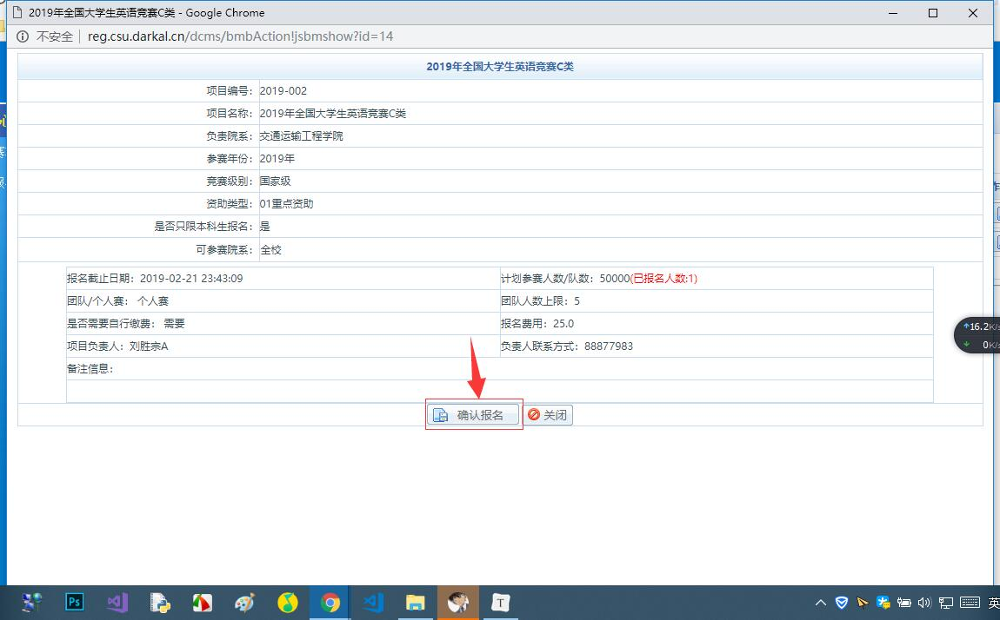 2019年全国大学生英语竞赛C类 - Google Chrome
不安全 reg.csu.darkal.cn/dcms/bmbAction!jsbmshow?id=14
2019年全国大学生英语竞赛C类
项目编号: 2019-002
项目名称: 2019年全国大学生英语竞赛C类
负责院系: 交通运输工程学院
参赛年份: 2019年
竞赛级别: 国家级
资助类型: 01重点资助
是否只限本科生报名: 是
可参赛院系: 全校
报名截止日期: 2019-02-21 23:43:09 计划参赛人数/队数: 50000(已报名人数:1)
团队/个人赛: 个人赛 团队人数上限: 5
是否需要自行缴费: 需要 报名费用: 25.0
项目负责人: 刘胜宗A 负责人联系方式: 88877983
备注信息:
确认报名 关闭
16.2K/s
0K/s
Ps T 英